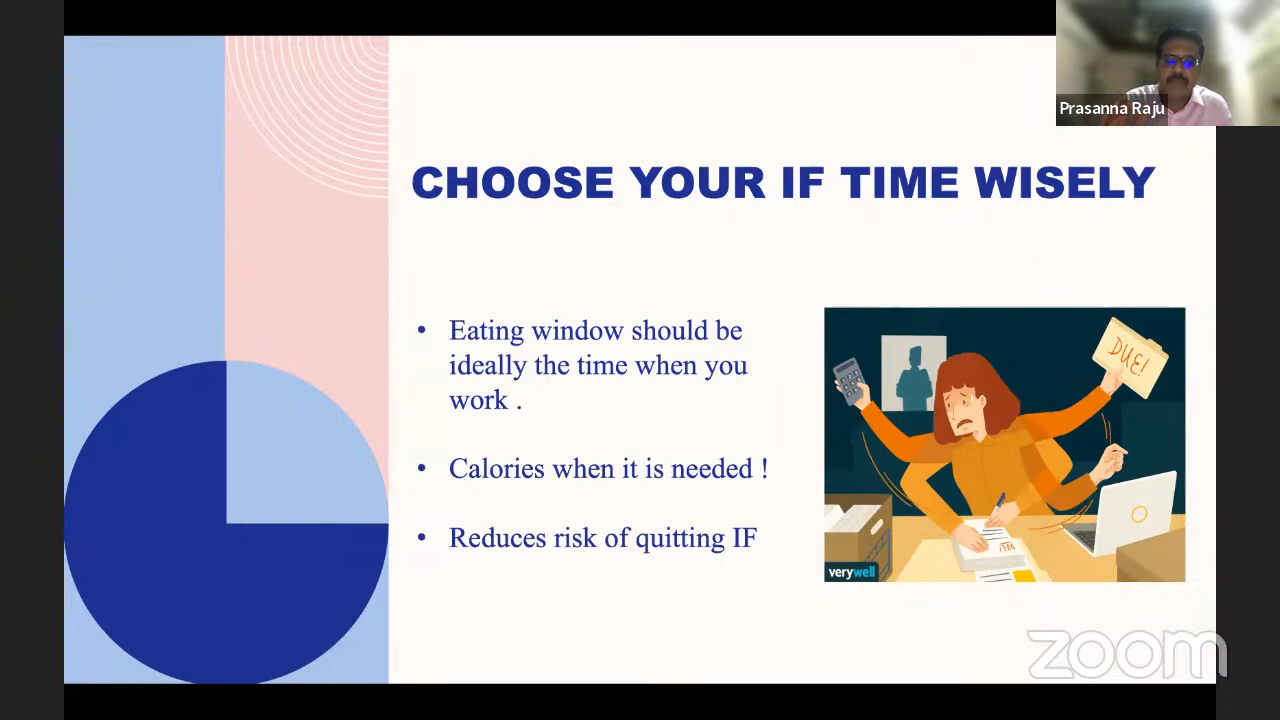 Prasanna Raju
CHOOSE YOUR IF TIME WISELY
• Eating window should be
ideally the time when you
work .
• Calories when it is needed !
• Reduces risk of quitting IF
DUE!
verywell
zoom